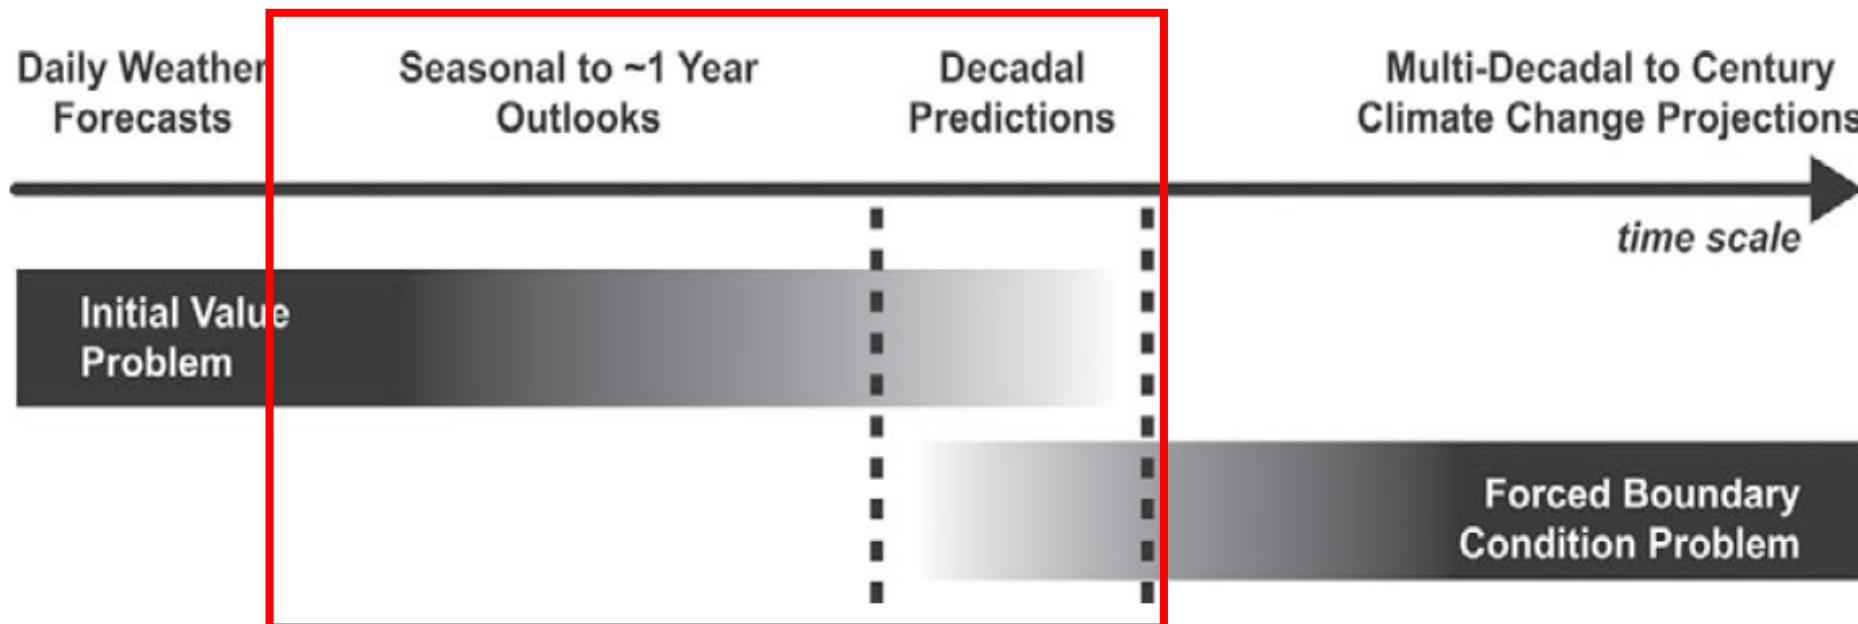 Daily Weather
Forecasts
Seasonal to ~1 Year
Outlooks
Decadal
Predictions
Multi-Decadal to Century
Climate Change Projections
time scale
Initial Value
Problem
Forced Boundary
Condition Problem